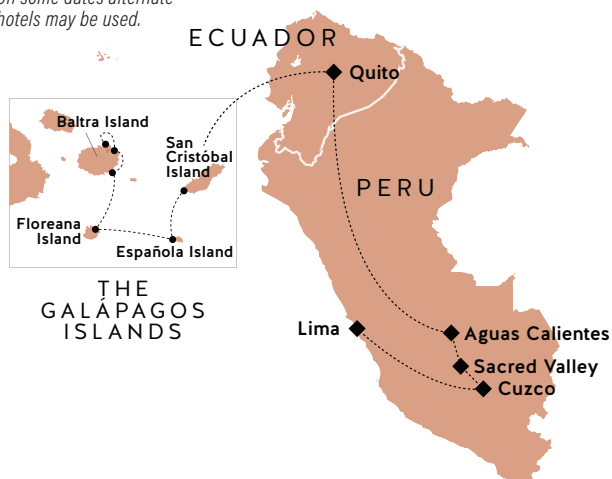 on some dates alternate
hotels may be used.
ECUADOR
Quito
Baltra Island
San
Cristóbal
Island
PERU
Floreana
Island
Española Island
THE
GALÁPAGOS
ISLANDS
Lima
Aguas Calientes
Sacred Valley
Cuzco